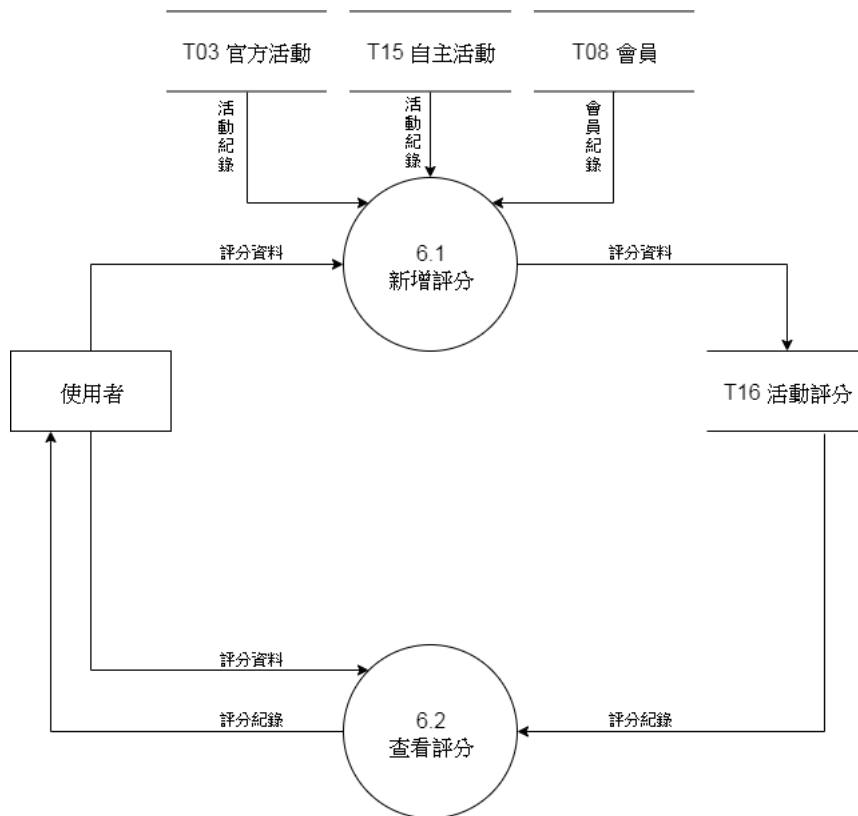 T03 官方活動
T15 自主活動
T08 會員
活動紀錄
活動紀錄
會員紀錄
評分資料
6.1
新增評分
評分資料
使用者
T16 活動評分
評分資料
評分紀錄
6.2
查看評分
評分紀錄